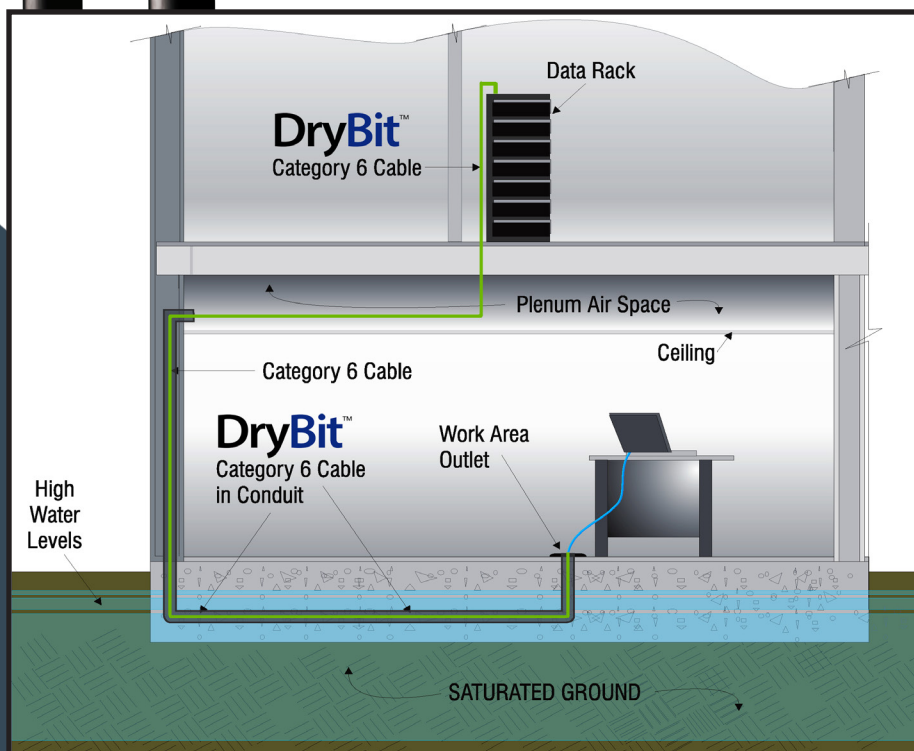 Data Rack
DryBit™
Category 6 Cable
Plenum Air Space
Ceiling
Category 6 Cable
DryBit™
Category 6 Cable
in Conduit
Work Area
Outlet
High
Water
Levels
SATURATED GROUND